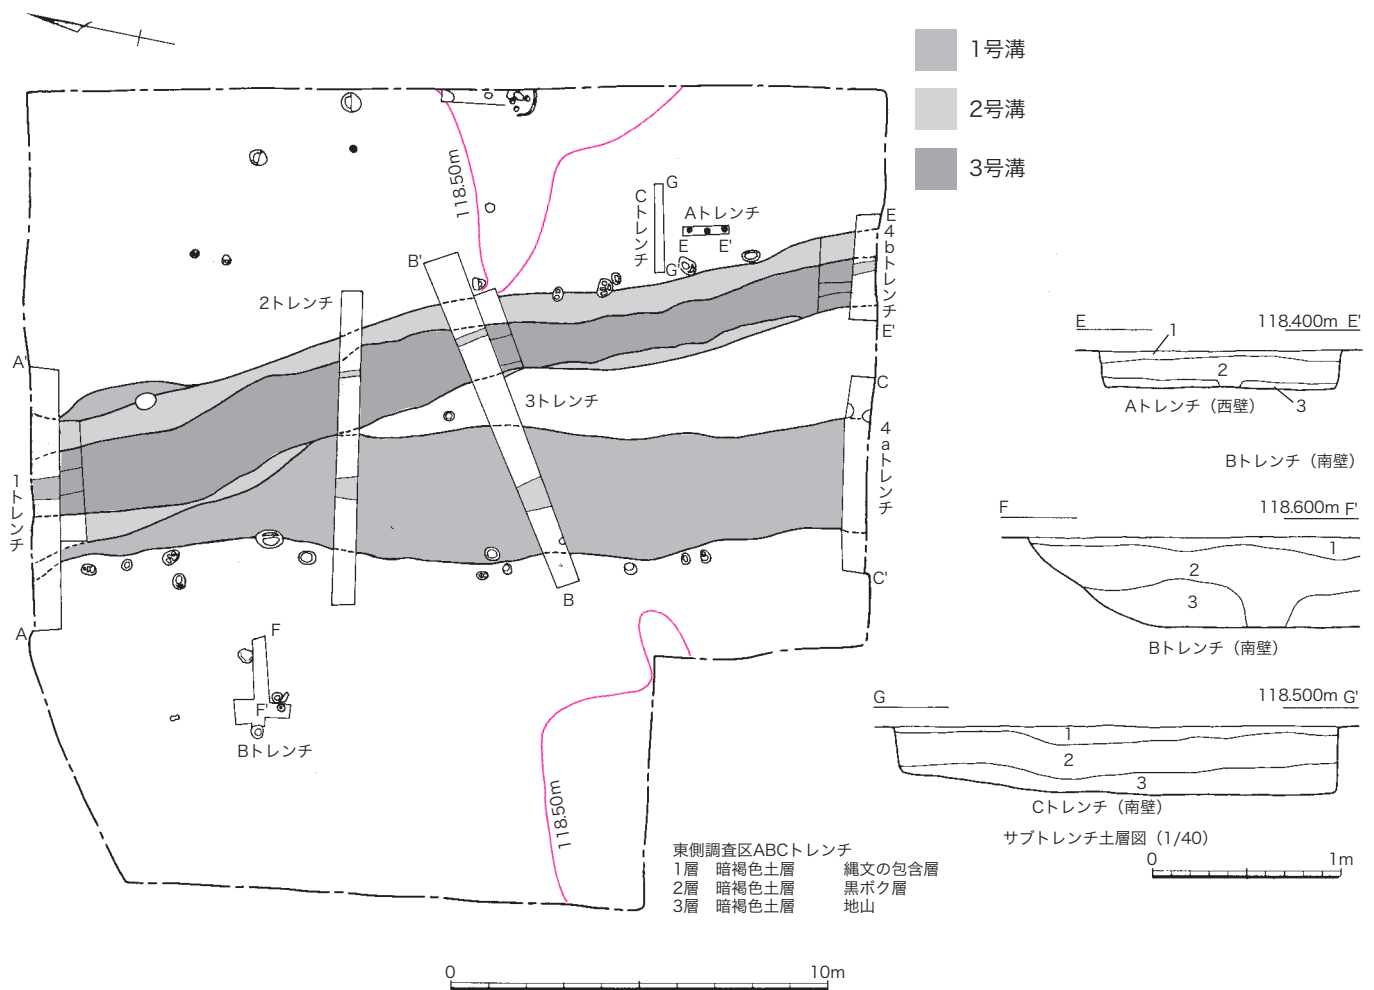 1号溝
2号溝
3号溝
118.50m
G
Cトレンチ
Aトレンチ
E
E'
G'
E
4bトレンチ
E'
B'
2トレンチ
A'
3トレンチ
C
4aトレンチ
C'
1トレンチ
A
B
F
F'
Bトレンチ
118.50m
E
1
118.400m E'
2
3
Aトレンチ（西壁）
Bトレンチ（南壁）
F
118.600m F'
1
2
3
Bトレンチ（南壁）
G
118.500m G'
1
2
3
Cトレンチ（南壁）
サブトレンチ土層図（1/40）
0 1m
東側調査区ABCトレンチ
1層 暗褐色土層 縄文の包含層
2層 暗褐色土層 黒ボク層
3層 暗褐色土層 地山
0 10m